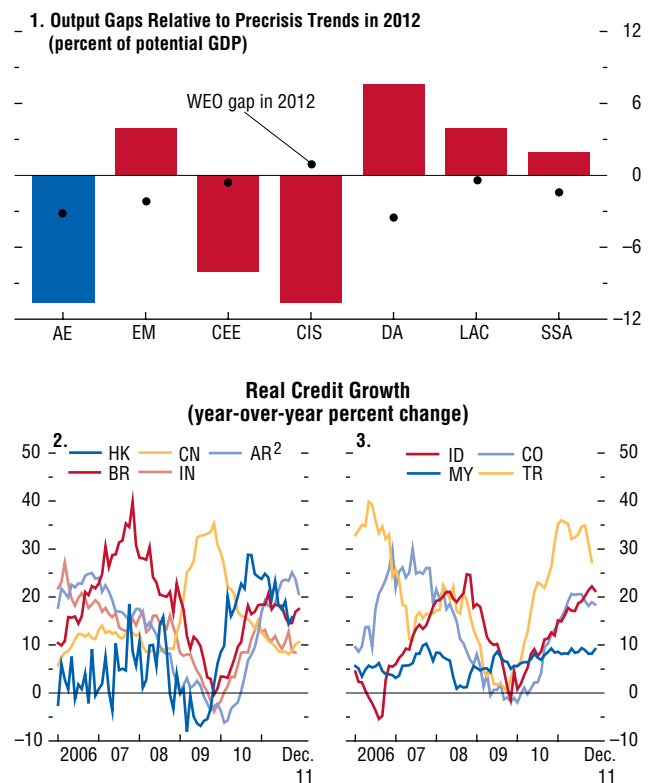 1. Output Gaps Relative to Precrisis Trends in 2012
(percent of potential GDP)
12
6
0
–6
–12
WEO gap in 2012
AE EM CEE CIS DA LAC SSA
Real Credit Growth
(year-over-year percent change)
2.
HK CN AR2
BR IN
50
40
30
20
10
0
–10
2006 07 08 09 10 Dec.
11
3.
ID CO
MY TR
50
40
30
20
10
0
–10
2006 07 08 09 10 Dec.
11